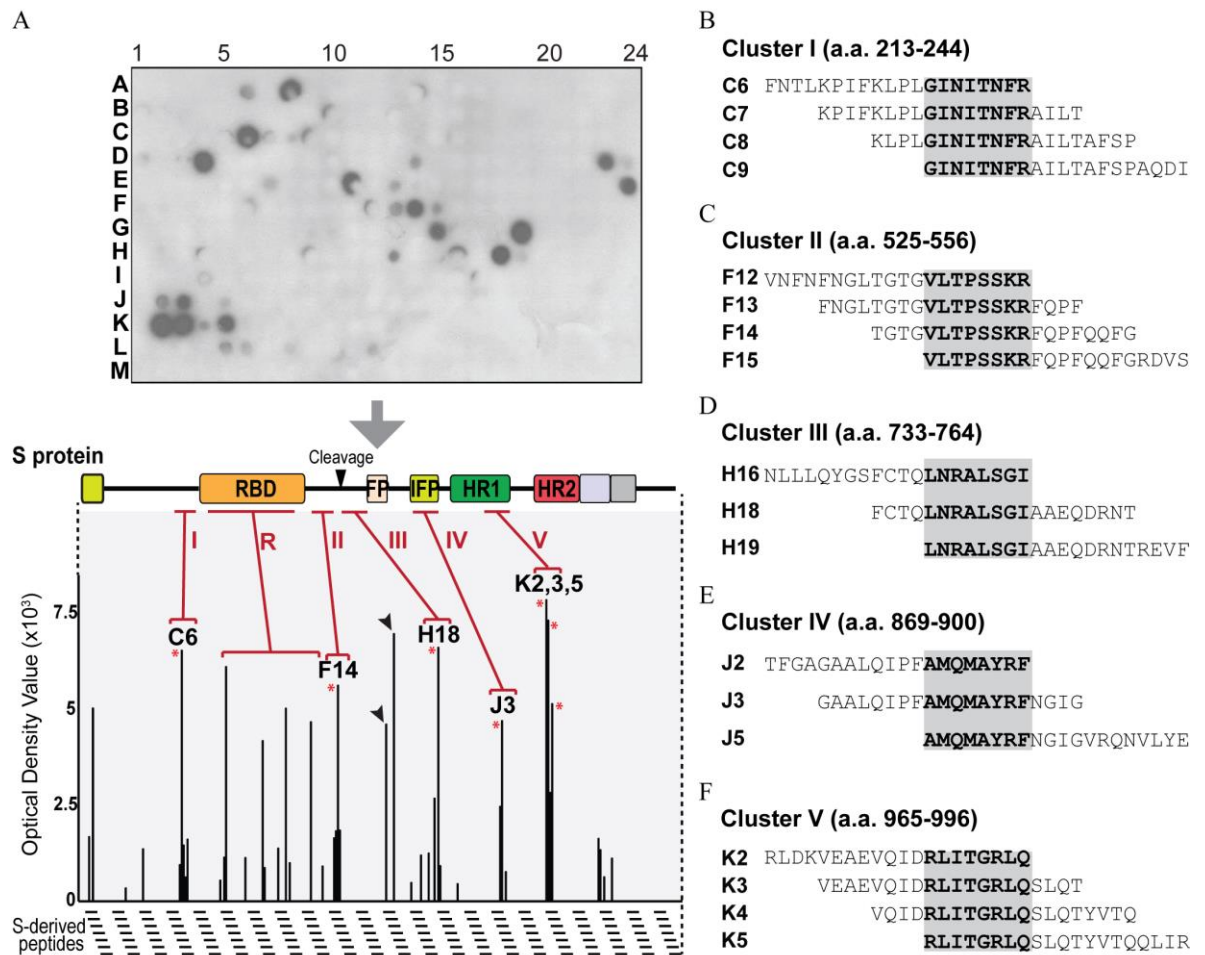 A
1 5 10 15 20 24
A
B
C
D
E
F
G
H
I
J
K
L
M
S protein
Cleavage
RBD FP IFP HR1 HR2
I R II III IV V
K2,3,5
*
*
C6
*
H18
*
F14
*
J3
*
*
Optical Density Value (x10³)
7.5
5
2.5
0
S-derived
peptides
B
Cluster I (a.a. 213-244)
C6 FNTLKPIFKLPLGINITNFR
C7 KPIFKLPLGINITNFRAILT
C8 KLPLGINITNFRAILTAFSP
C9 GINITNFRAILTAFSPAQDI
C
Cluster II (a.a. 525-556)
F12 VNFNFNGLTGTGVLTPSSKR
F13 FNGLTGTGVLTPSSKRFQPF
F14 TGTGVLTPSSKRFQPFQQFG
F15 VLTPSSKRFQPFQQFGRDVS
D
Cluster III (a.a. 733-764)
H16 NLLLQYGSFCTQLNRALSGI
H18 FCTQLNRALSGIAAEQDRNT
H19 LNRALSGIAAEQDRNTREVF
E
Cluster IV (a.a. 869-900)
J2 TFGAGAALQIPFAMQMAYRF
J3 GAALQIPFAMQMAYRFNGIG
J5 AMQMAYRFNGIGVRQNVLYE
F
Cluster V (a.a. 965-996)
K2 RLDKVEAEVQIDRLITGRLQ
K3 VEAEVQIDRLITGRLQSLQT
K4 VQIDRLITGRLQSLQTYVTQ
K5 RLITGRLQSLQTYVTQQLIR